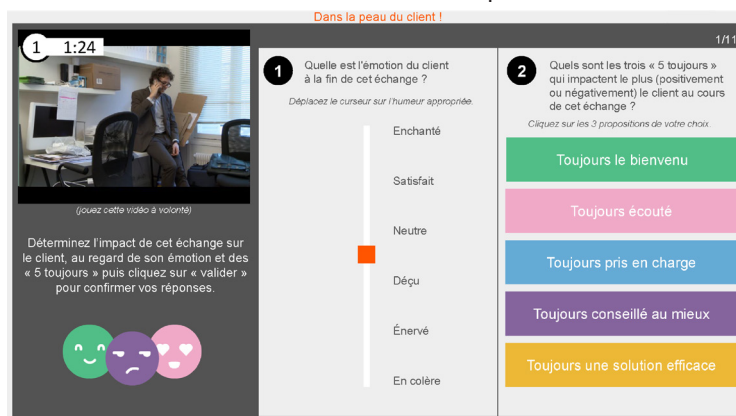 Dans la peau du client !
1/11
1 1:24
(jouez cette vidéo à volonté)
Déterminez l'impact de cet échange sur
le client, au regard de son émotion et des
« 5 toujours » puis cliquez sur « valider »
pour confirmer vos réponses.
1
Quelle est l'émotion du client
à la fin de cet échange ?
Déplacez le curseur sur l'humeur appropriée.
Enchanté
Satisfait
Neutre
Déçu
Énervé
En colère
2
Quels sont les trois « 5 toujours »
qui impactent le plus (positivement
ou négativement) le client au cours
de cet échange ?
Cliquez sur les 3 propositions de votre choix.
Toujours le bienvenu
Toujours écouté
Toujours pris en charge
Toujours conseillé au mieux
Toujours une solution efficace